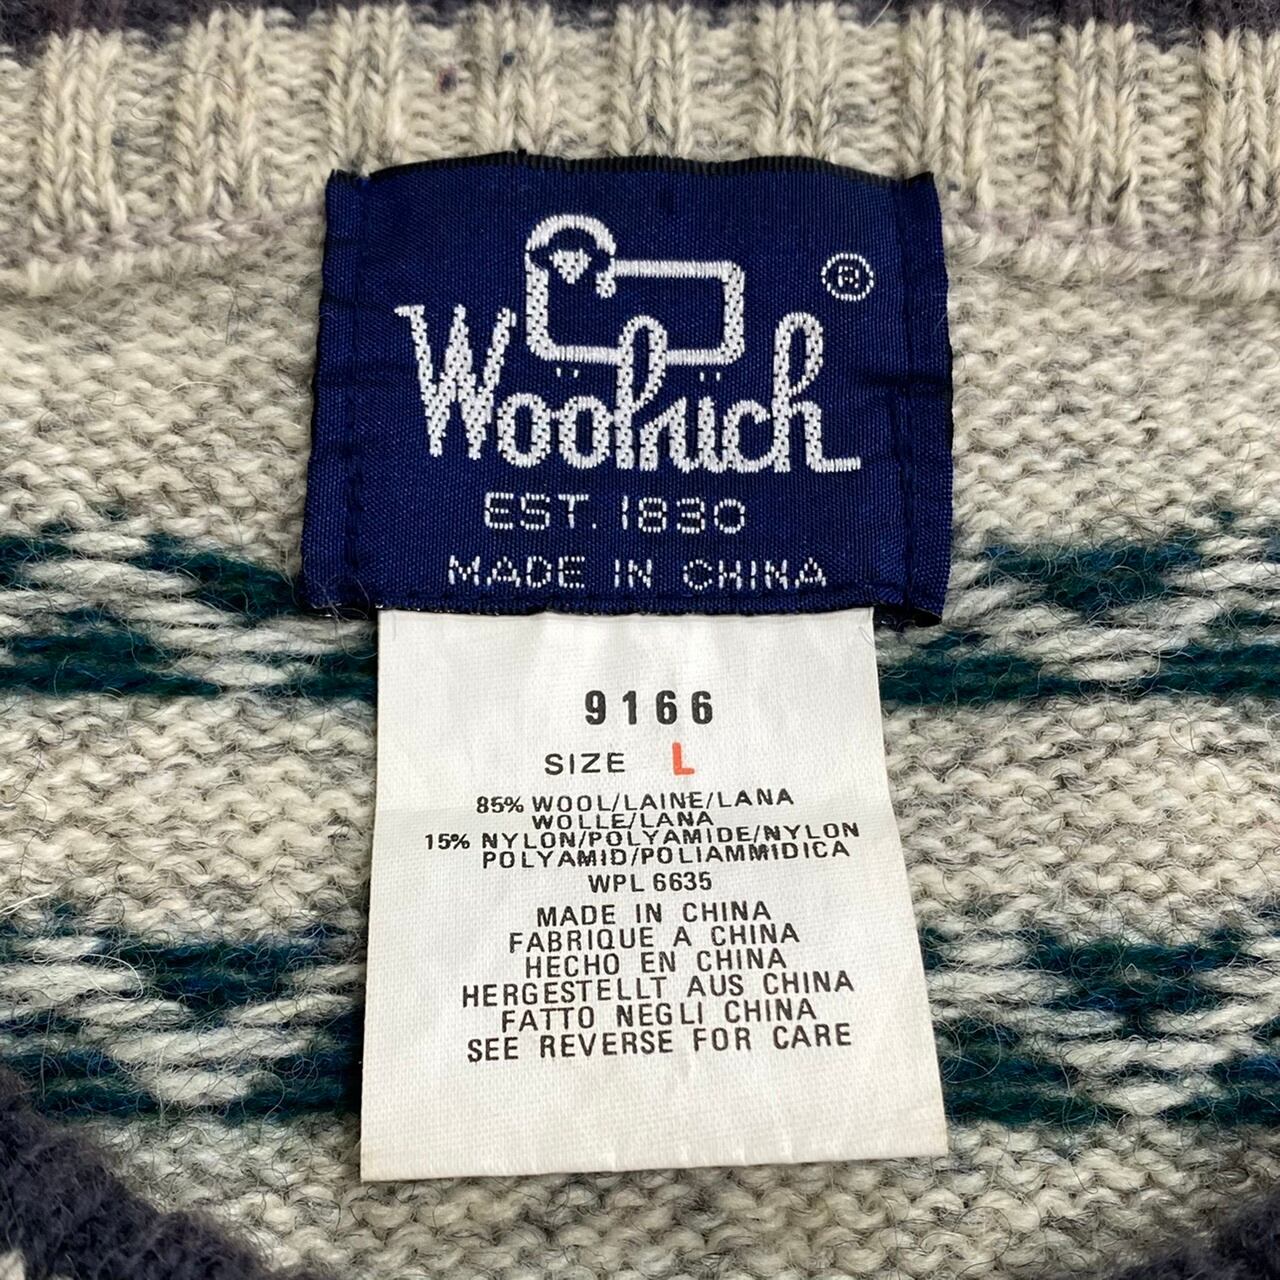 ®
Woolrich
EST. 1830
MADE IN CHINA
9166
SIZE L
85% WOOL/LAINE/LANA
WOLLE/LANA
15% NYLON/POLYAMIDE/NYLON
POLYAMID/POLIAMMIDICA
WPL 6635
MADE IN CHINA
FABRIQUE A CHINA
HECHO EN CHINA
HERGESTELLT AUS CHINA
FATTO NEGLI CHINA
SEE REVERSE FOR CARE